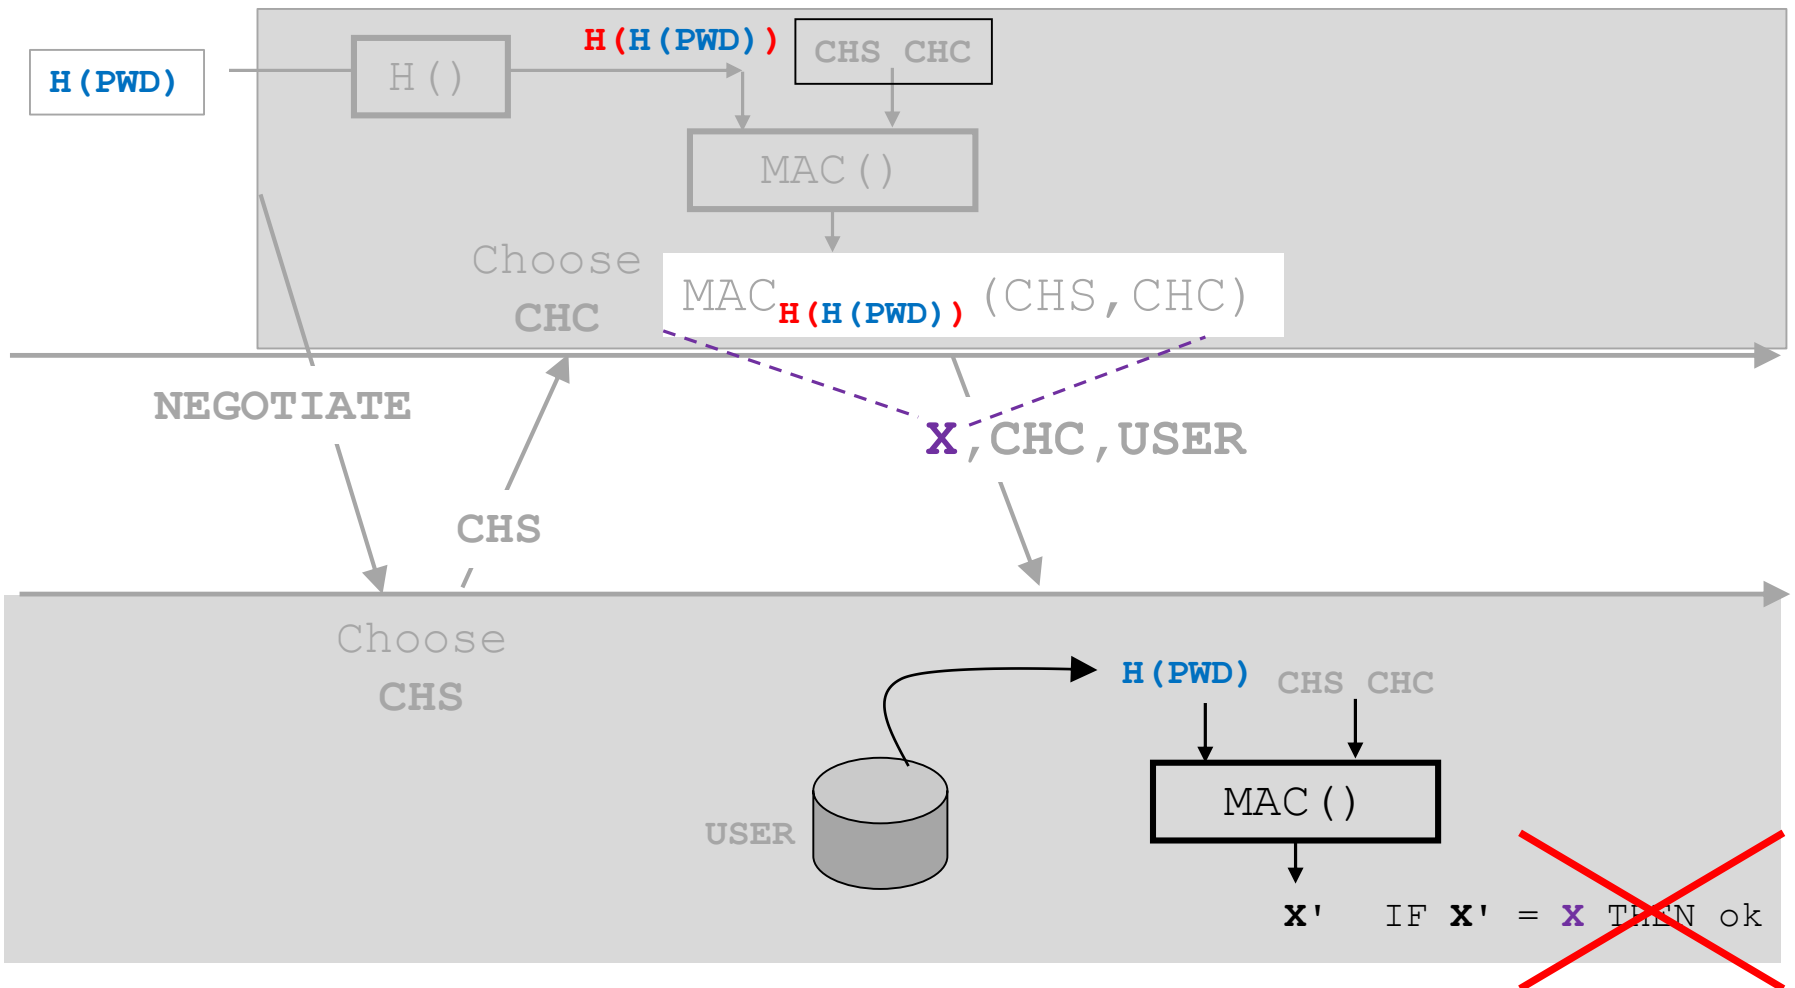 H(PWD)
H()
H(H(PWD))
CHS CHC
MAC()
Choose
CHC
MACH(H(PWD))(CHS,CHC)
NEGOTIATE
X,CHC,USER
CHS
Choose
CHS
H(PWD)
CHS CHC
MAC()
USER
X' IF X' = X THEN ok